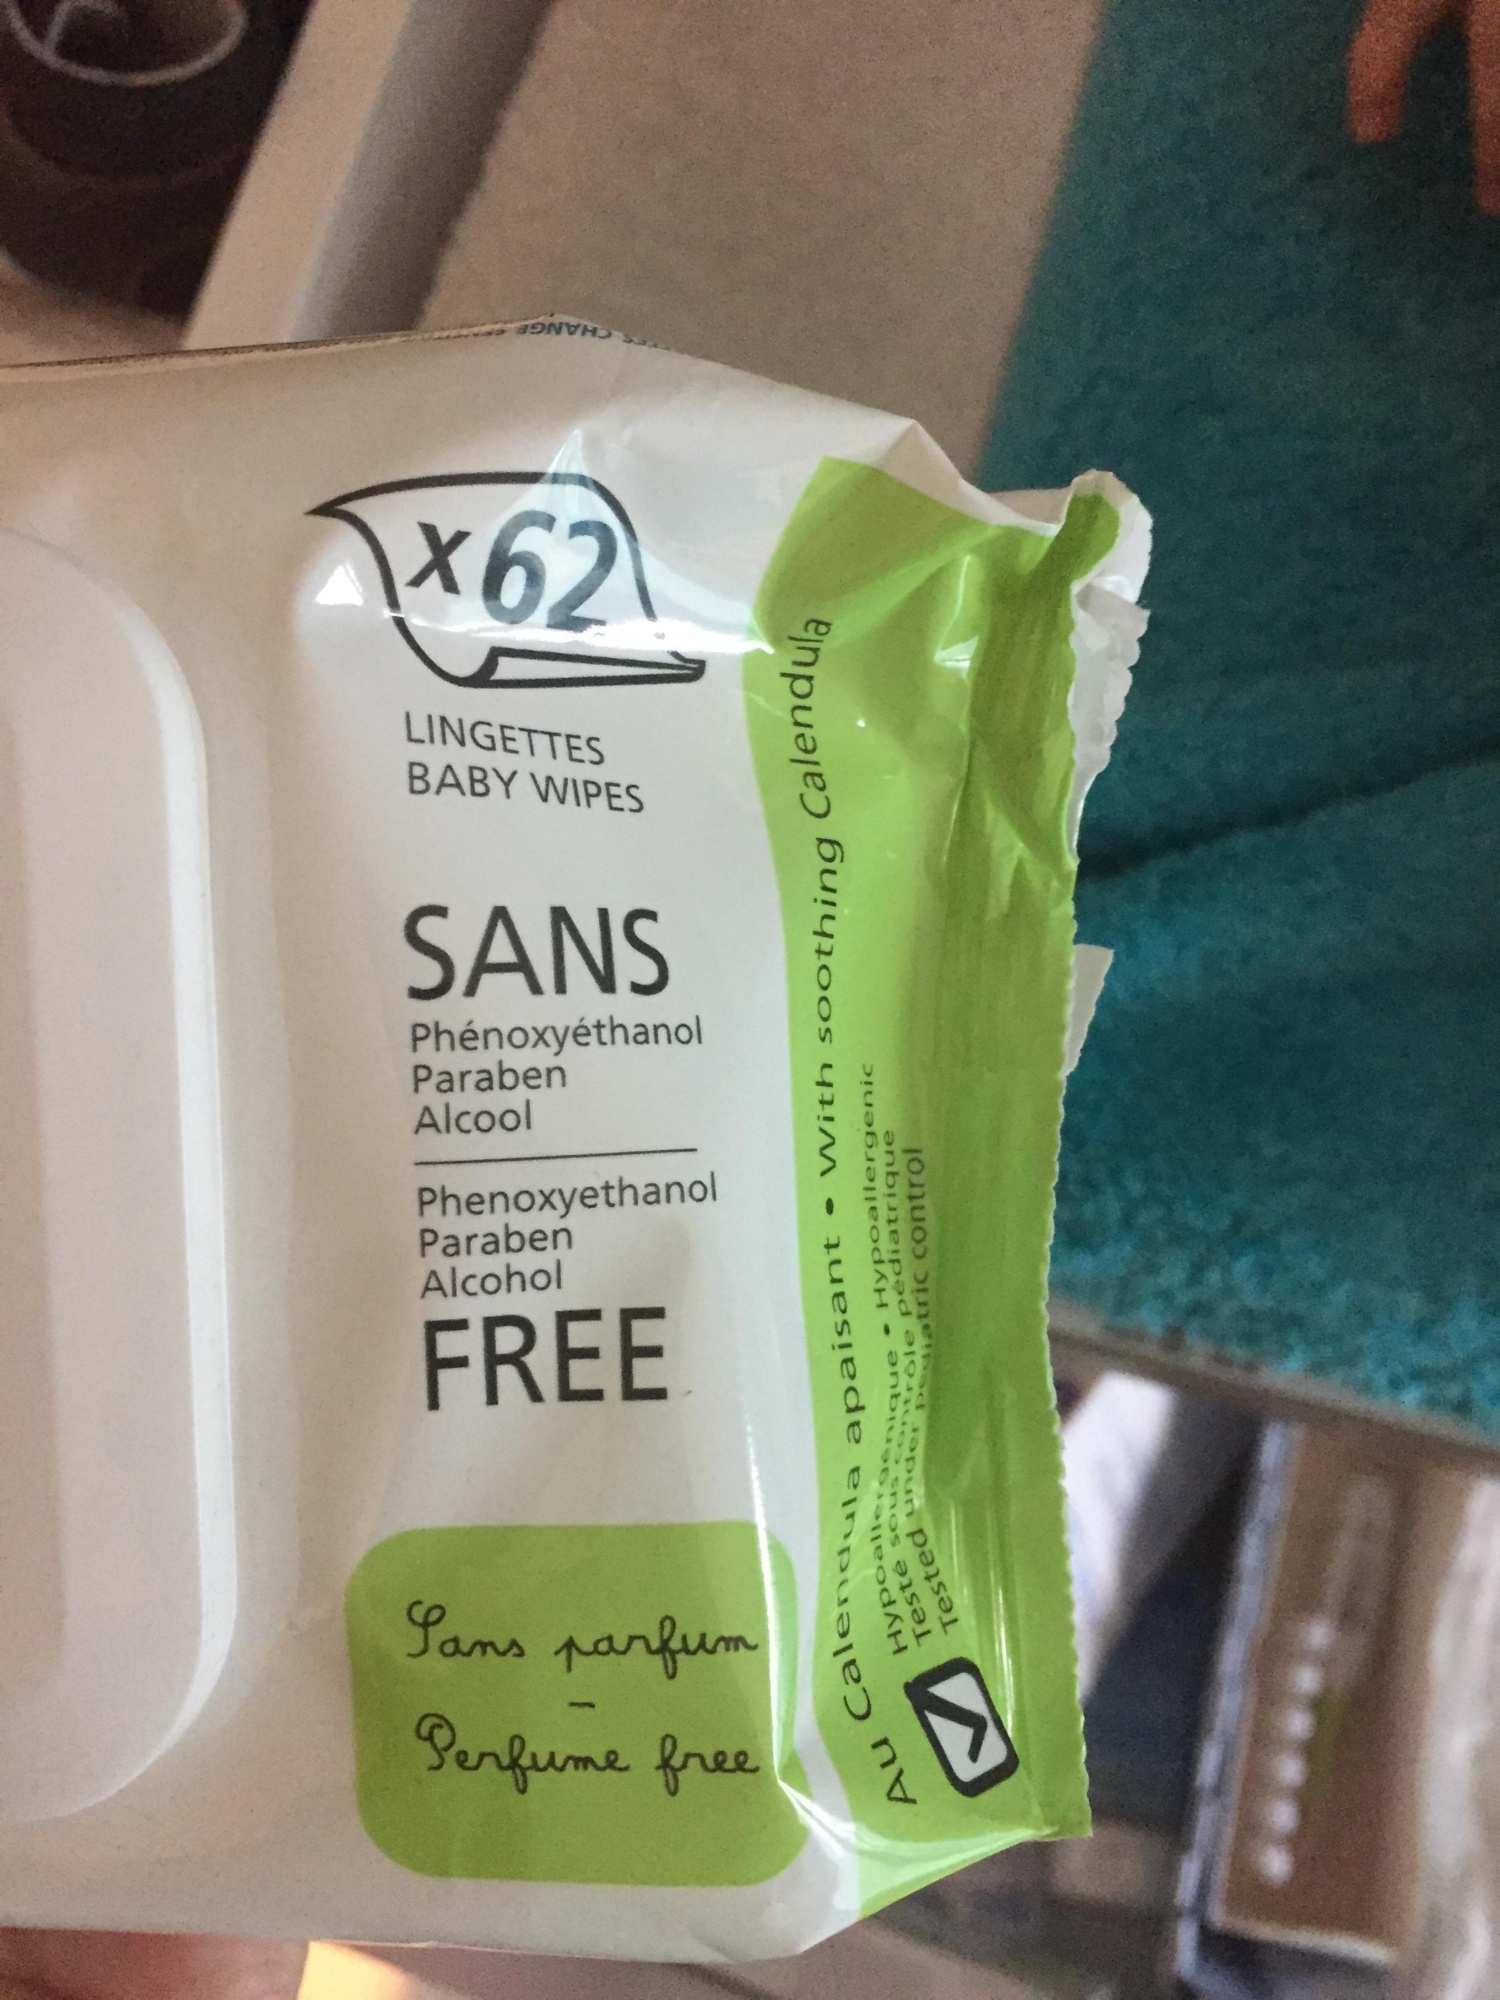 CHANGE
x62
LINGETTES
BABY WIPES
SANS
Phénoxyéthanol
Paraben
Alcool
Phenoxyethanol
Paraben
Alcohol
FREE
Sans parfum
-
Perfume free
Au Calendula apaisant • With soothing Calendula
Hypoallergénique • Hypoallergenic
Testé sous contrôle pédiatrique
Tested under pediatric control